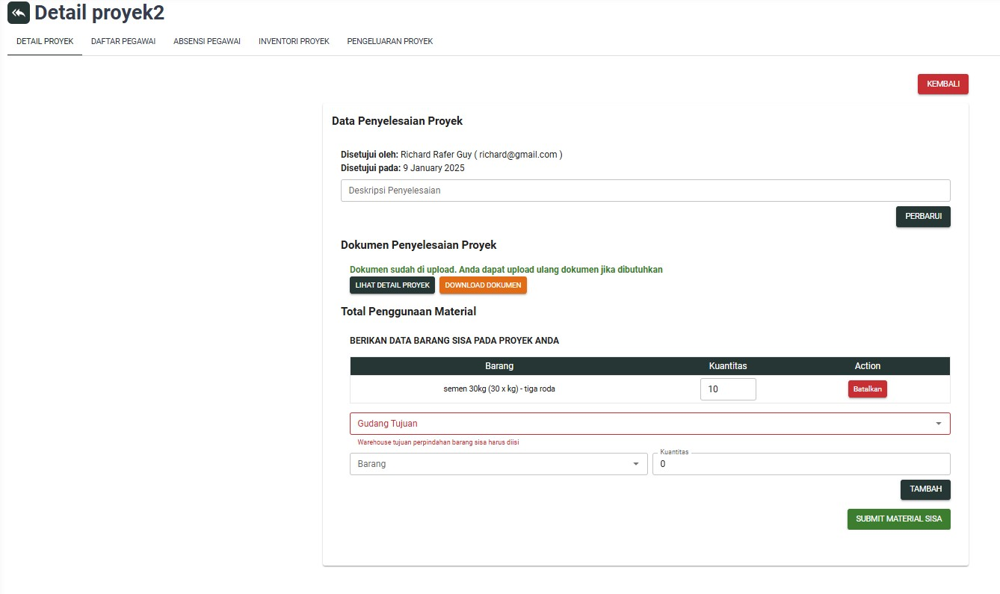 Detail proyek2
DETAIL PROYEK DAFTAR PEGAWAI ABSENSI PEGAWAI INVENTORI PROYEK PENGELUARAN PROYEK
KEMBALI
Data Penyelesaian Proyek
Disetujui oleh: Richard Rafer Guy ( richard@gmail.com )
Disetujui pada: 9 January 2025
Deskripsi Penyelesaian
PERBARUI
Dokumen Penyelesaian Proyek
Dokumen sudah di upload. Anda dapat upload ulang dokumen jika dibutuhkan
LIHAT DETAIL PROYEK DOWNLOAD DOKUMEN
Total Penggunaan Material
BERIKAN DATA BARANG SISA PADA PROYEK ANDA
Barang Kuantitas Action
semen 30kg (30 x kg) - tiga roda 10 Batalkan
Gudang Tujuan
Warehouse tujuan perpindahan barang sisa harus diisi
Kuantitas
Barang 0
TAMBAH
SUBMIT MATERIAL SISA